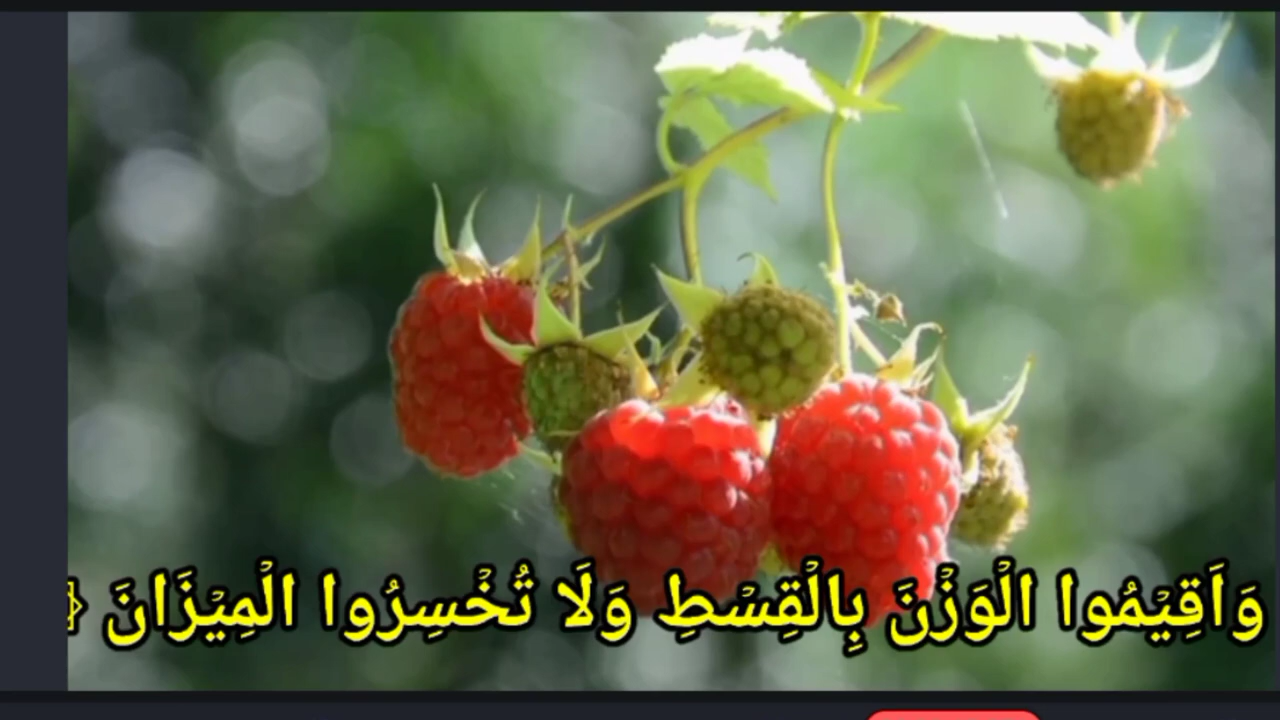 وَاَقِيْمُوا الْوَزْنَ بِالْقِسْطِ وَلَا تُخْسِرُوا الْمِيْزَانَ ﴿